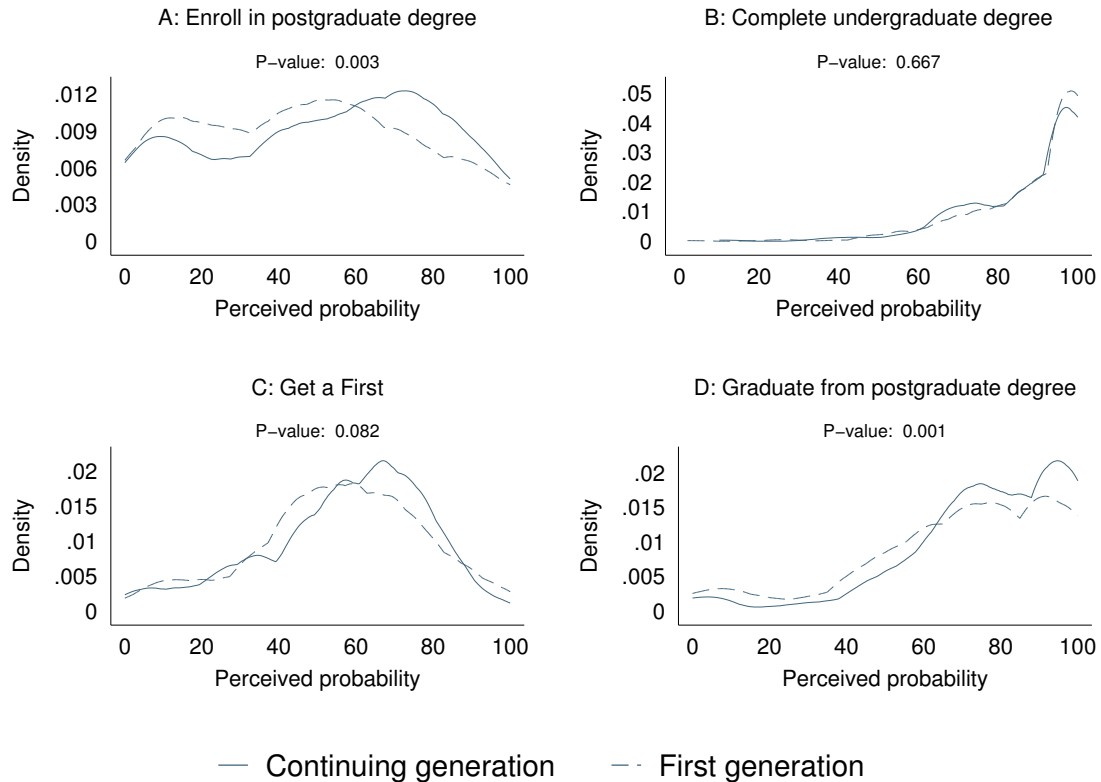 A: Enroll in postgraduate degree
P−value: 0.003
Density
.012
.009
.006
.003
0
0 20 40 60 80 100
Perceived probability
B: Complete undergraduate degree
P−value: 0.667
Density
.05
.04
.03
.02
.01
0
0 20 40 60 80 100
Perceived probability
C: Get a First
P−value: 0.082
Density
.02
.015
.01
.005
0
0 20 40 60 80 100
Perceived probability
D: Graduate from postgraduate degree
P−value: 0.001
Density
.02
.015
.01
.005
0
0 20 40 60 80 100
Perceived probability
Continuing generation First generation